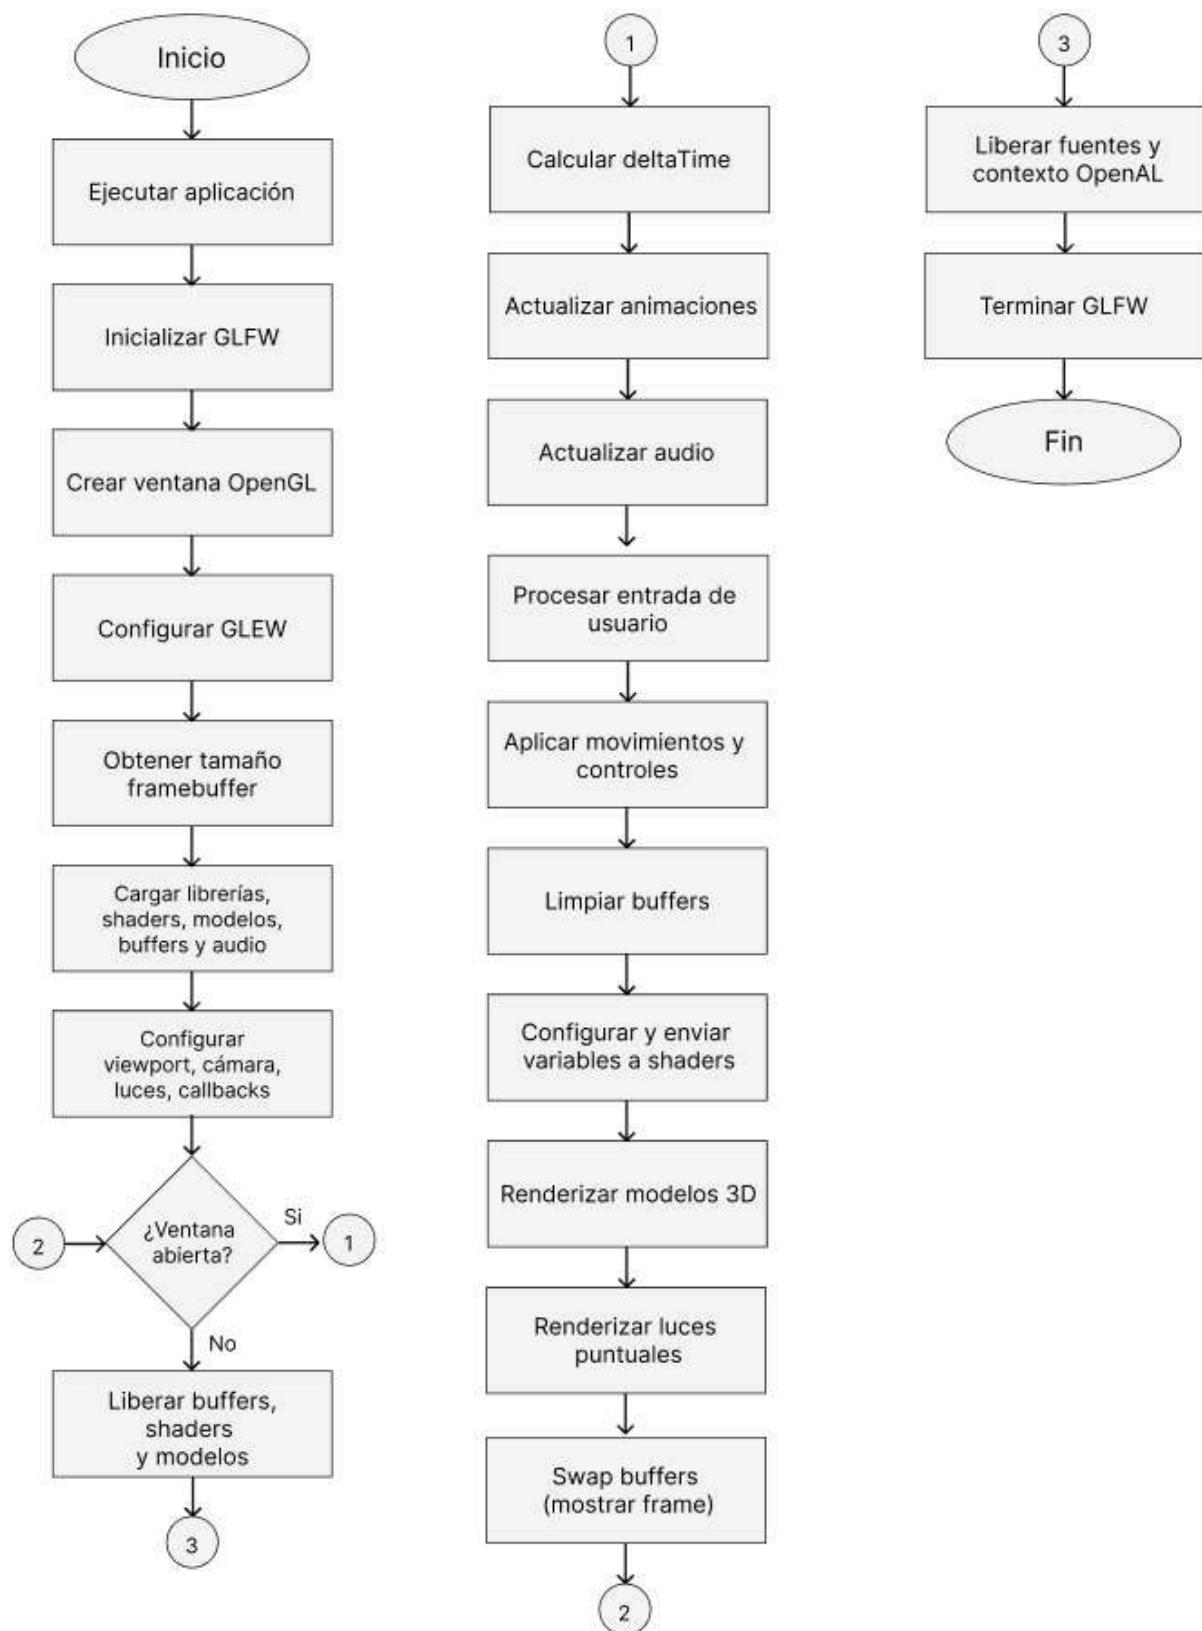 Inicio
Ejecutar aplicación
Inicializar GLFW
Crear ventana OpenGL
Configurar GLEW
Obtener tamaño
framebuffer
Cargar librerías,
shaders, modelos,
buffers y audio
Configurar
viewport, cámara,
luces, callbacks
2
¿Ventana
abierta?
Si
1
No
Liberar buffers,
shaders
y modelos
3
1
Calcular deltaTime
Actualizar animaciones
Actualizar audio
Procesar entrada de
usuario
Aplicar movimientos y
controles
Limpiar buffers
Configurar y enviar
variables a shaders
Renderizar modelos 3D
Renderizar luces
puntuales
Swap buffers
(mostrar frame)
2
3
Liberar fuentes y
contexto OpenAL
Terminar GLFW
Fin